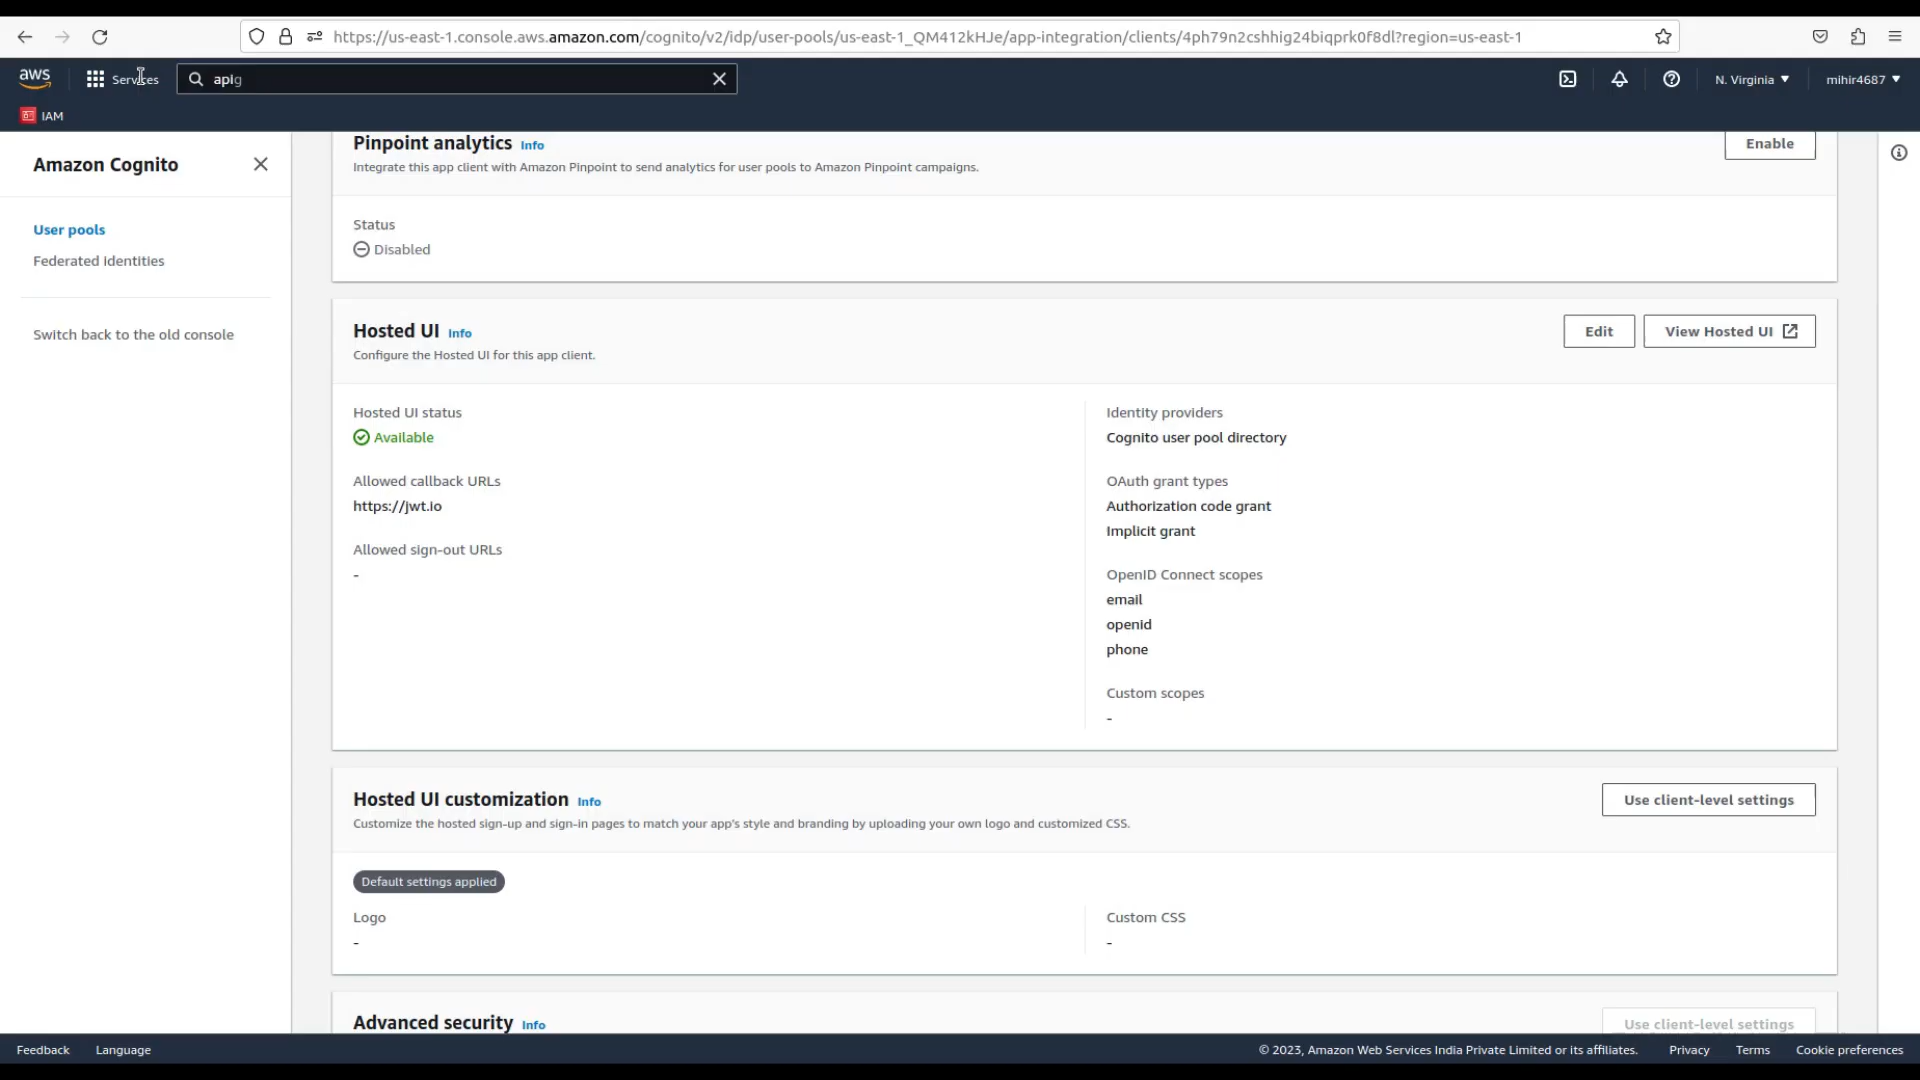 https://us-east-1.console.aws.amazon.com/cognito/v2/idp/user-pools/us-east-1_QM412kHJe/app-integration/clients/4ph79n2cshhig24biqprk0f8dl?region=us-east-1
aws Services apig N. Virginia mihir4687
IAM
Amazon Cognito
User pools
Federated identities
Switch back to the old console
Pinpoint analytics Info
Enable
Integrate this app client with Amazon Pinpoint to send analytics for user pools to Amazon Pinpoint campaigns.
Status
Disabled
Hosted UI Info
Edit View Hosted UI
Configure the Hosted UI for this app client.
Hosted UI status
Available
Allowed callback URLs
https://jwt.io
Allowed sign-out URLs
-
Identity providers
Cognito user pool directory
OAuth grant types
Authorization code grant
Implicit grant
OpenID Connect scopes
email
openid
phone
Custom scopes
-
Hosted UI customization Info
Use client-level settings
Customize the hosted sign-up and sign-in pages to match your app's style and branding by uploading your own logo and customized CSS.
Default settings applied
Logo
-
Custom CSS
-
Advanced security Info
Use client-level settings
Feedback Language © 2023, Amazon Web Services India Private Limited or its affiliates. Privacy Terms Cookie preferences